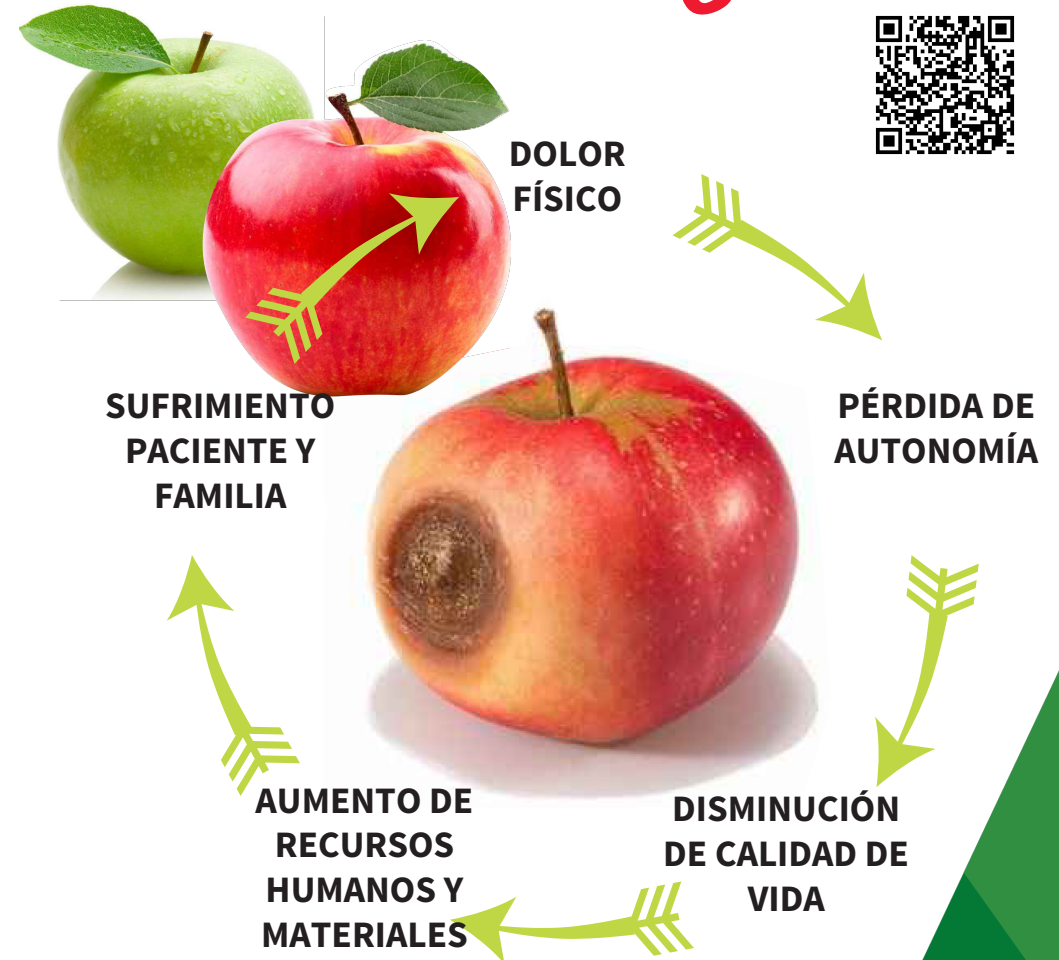 DOLOR
FÍSICO
PÉRDIDA DE
AUTONOMÍA
DISMINUCIÓN
DE CALIDAD DE
VIDA
AUMENTO DE
RECURSOS
HUMANOS Y
MATERIALES
SUFRIMIENTO
PACIENTE Y
FAMILIA